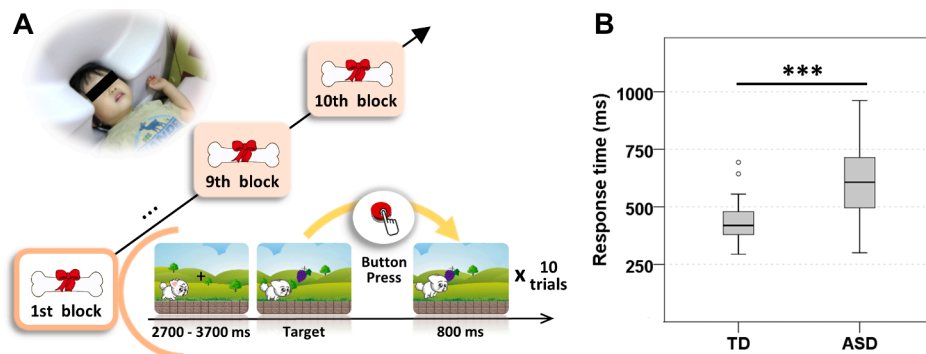 A
10th block
9th block
...
1st block
+
Button
Press
X 10
trials
2700 - 3700 ms
Target
800 ms
B
***
Response time (ms)
1000
750
500
250
TD
ASD